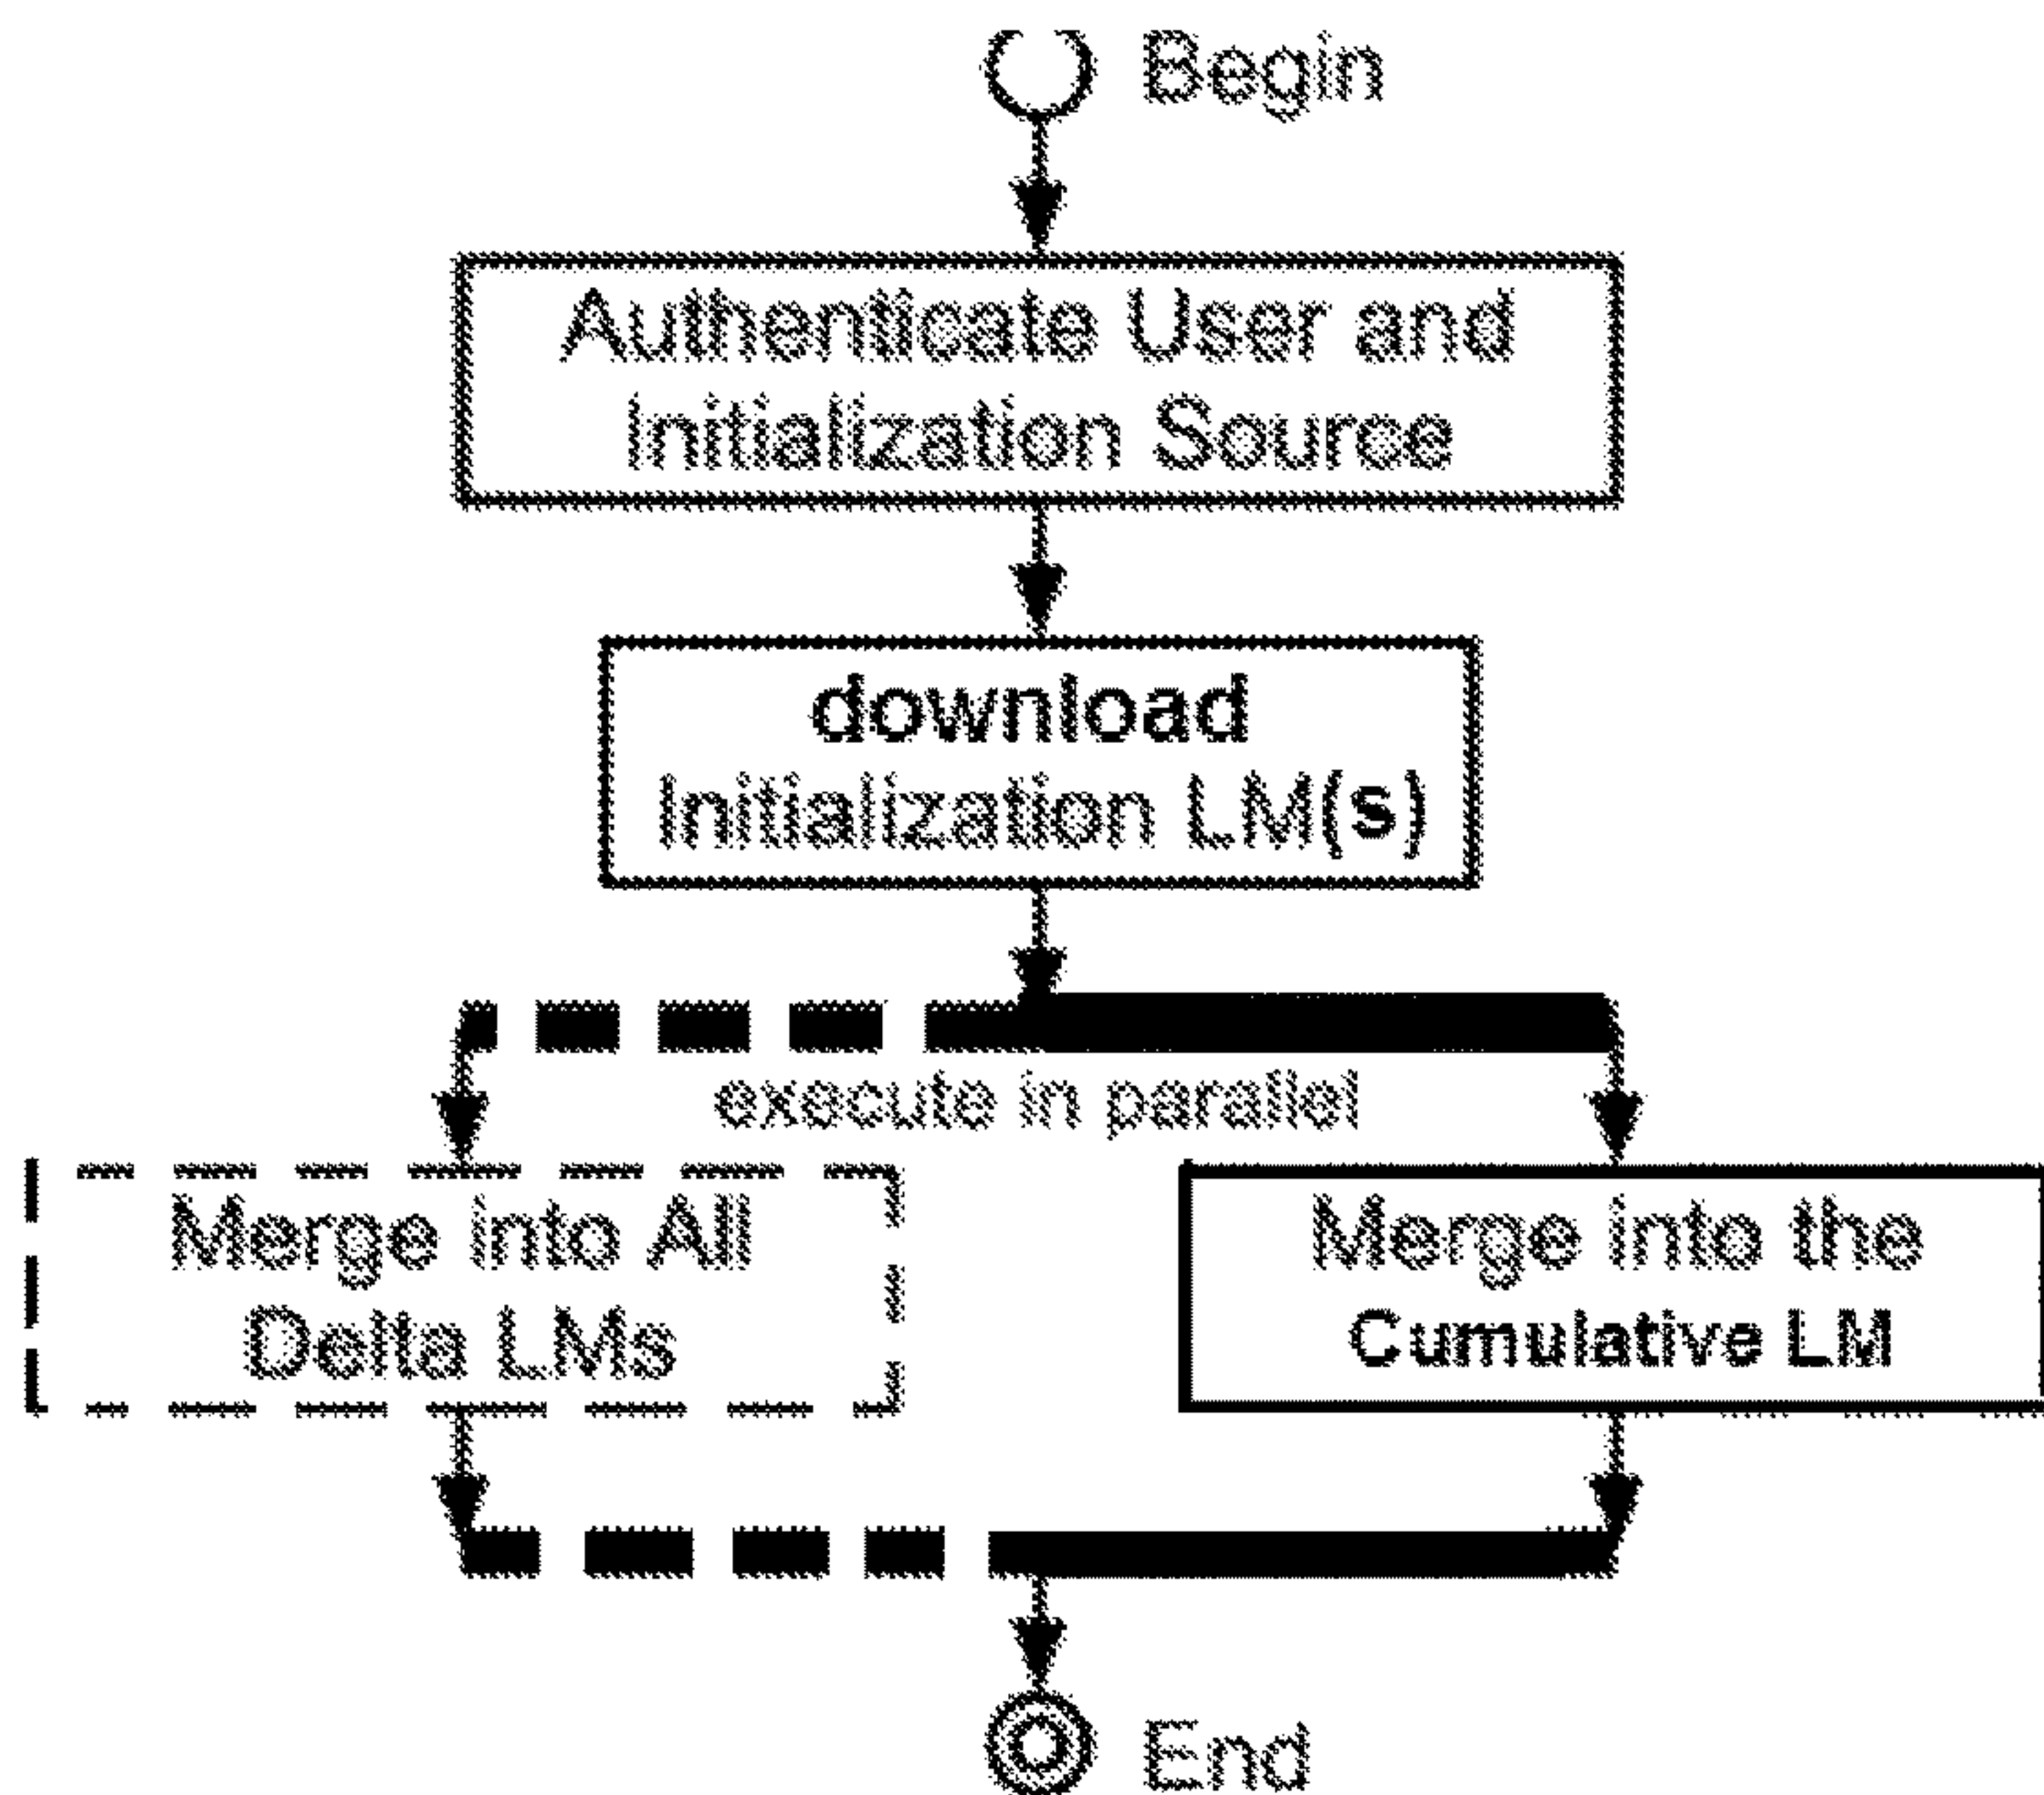 Begin
Authenticate User and
Initialization Source
download
Initialization LM(s)
execute in parallel
Merge into All
Delta LMs
Merge into the
Cumulative LM
End